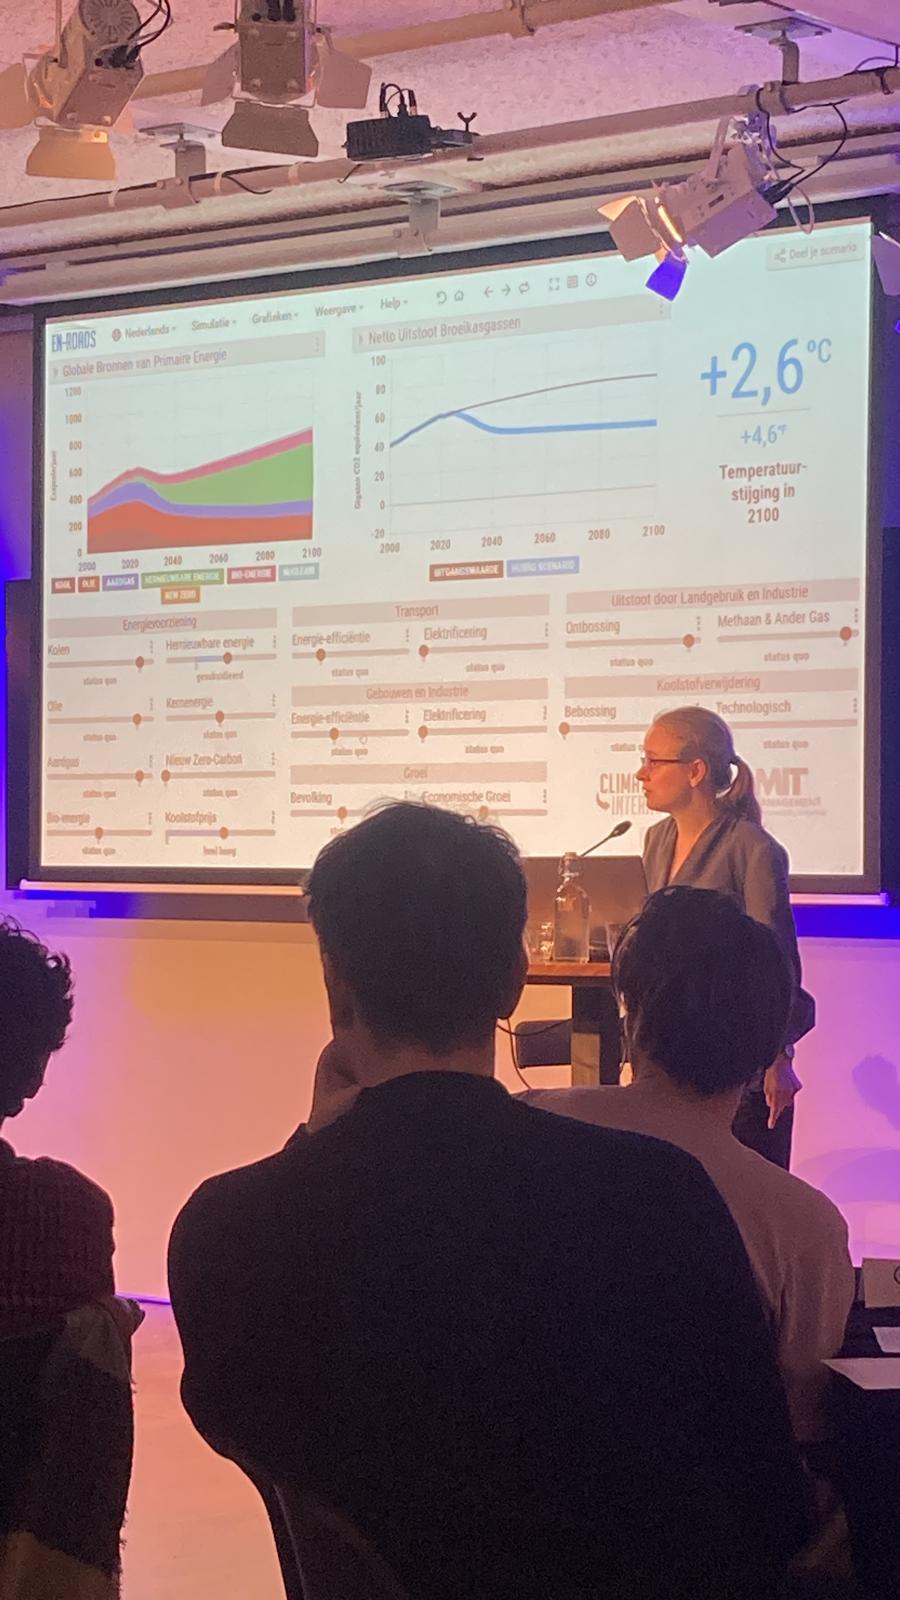 EN-ROADS
Nederlands
Simulatie
Grafieken
Weergave
Help
Deel je scenario
Globale Bronnen van Primaire Energie
1200
1000
800
600
400
200
0
2000 2020 2040 2060 2080 2100
KOOL OLIE AARDGAS HERNIEUWBARE ENERGIE BIO-ENERGIE NUCLEAIR
NEW ZERO
Netto Uitstoot Broeikasgassen
Gigaton CO2 equivalent/jaar
100
80
60
40
20
0
-20
2000 2020 2040 2060 2080 2100
UITGANGSWAARDE HUIDIG SCENARIO
+2,6°C
+4,6°F
Temperatuur-
stijging in
2100
Energievoorziening
Kolen
status quo
Hernieuwbare energie
gesubsidieerd
Olie
status quo
Kernenergie
status quo
Aardgas
status quo
Nieuw Zero-Carbon
status quo
Bio-energie
status quo
Koolstofprijs
heel hoog
Transport
Energie-efficiëntie
status quo
Elektrificering
status quo
Gebouwen en Industrie
Energie-efficiëntie
status quo
Elektrificering
status quo
Groei
Bevolking
Economische Groei
Uitstoot door Landgebruik en Industrie
Ontbossing
status quo
Methaan & Ander Gas
status quo
Koolstofverwijdering
Bebossing
status q
Technologisch
status quo
CLIMA
INTER
MIT
MANAGEMENT